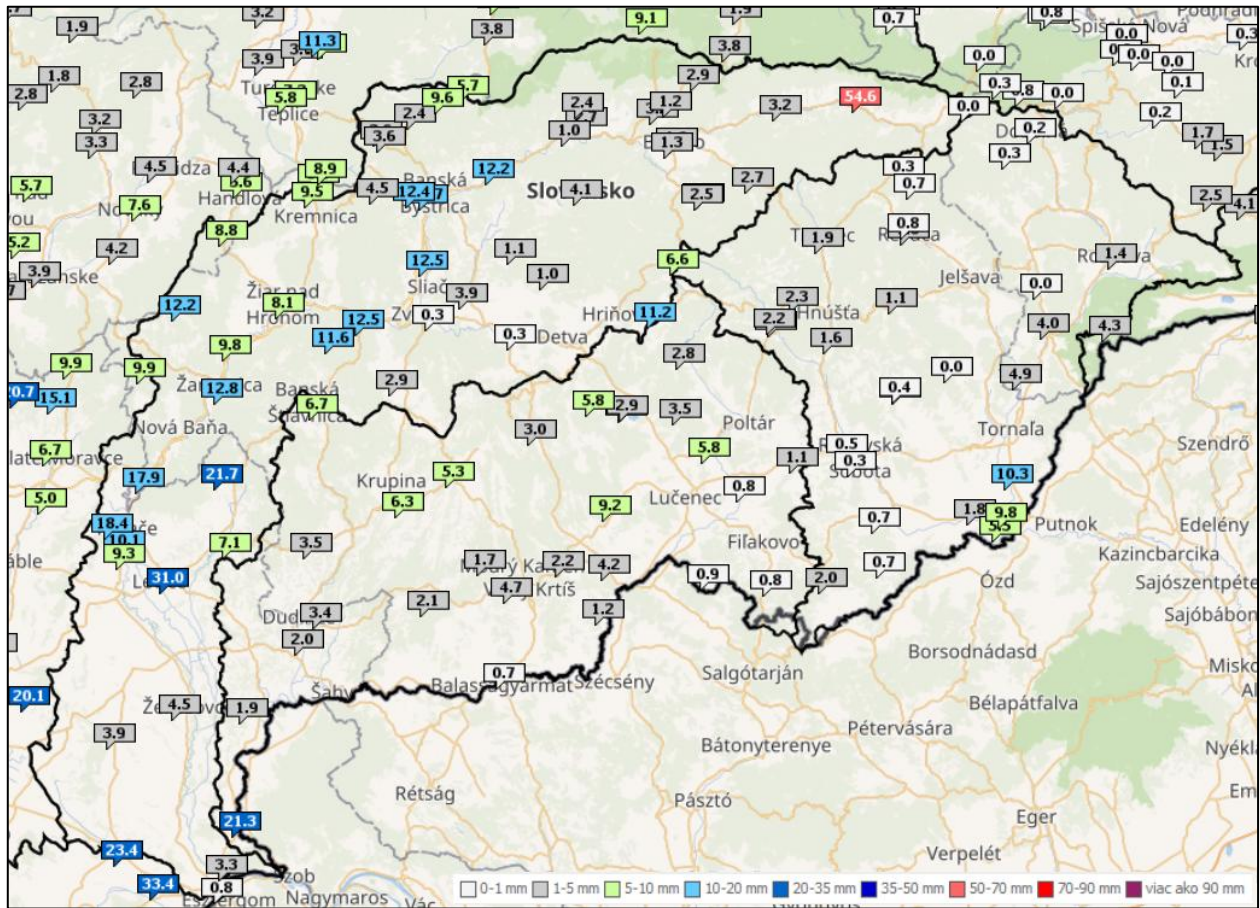 1.9
3.2
3.8
9.1
1.9
0.7
0.8
Spišská Nová
11.3
3.9
3.8
0.0
0.3
0.0
0.0
1.8
2.8
2.8
5.7
2.9
0.0
0.1
5.8
Teplice
9.6
2.4
2.4
1.2
3.2
54.6
0.3
0.8
0.0
0.0
3.2
3.3
3.6
1.0
1.3
0.2
0.3
0.2
1.7
1.5
4.5
4.4
8.9
12.2
0.3
5.7
7.6
Handlová
9.5
Kremnica
4.5
12.4
Banská
Bystrica
4.1
2.5
2.7
0.7
2.5
4.1
5.2
4.2
8.8
1.1
1.9
0.8
3.9
12.5
Sliač
1.0
6.6
Jelšava
0.0
1.4
12.2
8.1
Žiar nad
Hronom
3.9
0.3
Hriňov
11.2
2.3
2.2
Hnúšťa
1.1
4.0
4.3
12.5
11.6
0.3
Detva
1.6
9.9
9.9
9.8
2.8
15.1
12.8
2.9
Banská
0.4
0.0
4.9
Nová Baňa
6.7
5.8
2.9
3.5
Poltár
Tornaľa
3.0
6.7
5.8
0.5
Szendrő
17.9
21.7
Krupina
5.3
1.1
0.3
10.3
5.0
6.3
Lučenec
0.8
18.4
10.1
9.3
9.2
0.7
1.8
9.8
5.5
Putnok
Edelény
7.1
3.5
Fiľakovo
Kazincbarcika
31.0
1.7
2.2
4.2
0.9
0.8
2.0
0.7
Ózd
Sajószentpéte
4.7
2.1
3.4
1.2
Sajóbábon
2.0
Borsodnádasd
20.1
0.7
Balassagyarmat
Szécsény
Salgótarján
Šahy
4.5
1.9
Bélapátfalva
3.9
Bátonyterenye
Pétervására
Rétság
Pásztó
21.3
Eger
23.4
Verpelét
3.3
Szob
33.4
0.8
Esztergom
Nagymaros
Vác
0-1 mm
1-5 mm
5-10 mm
10-20 mm
20-35 mm
35-50 mm
50-70 mm
70-90 mm
viac ako 90 mm